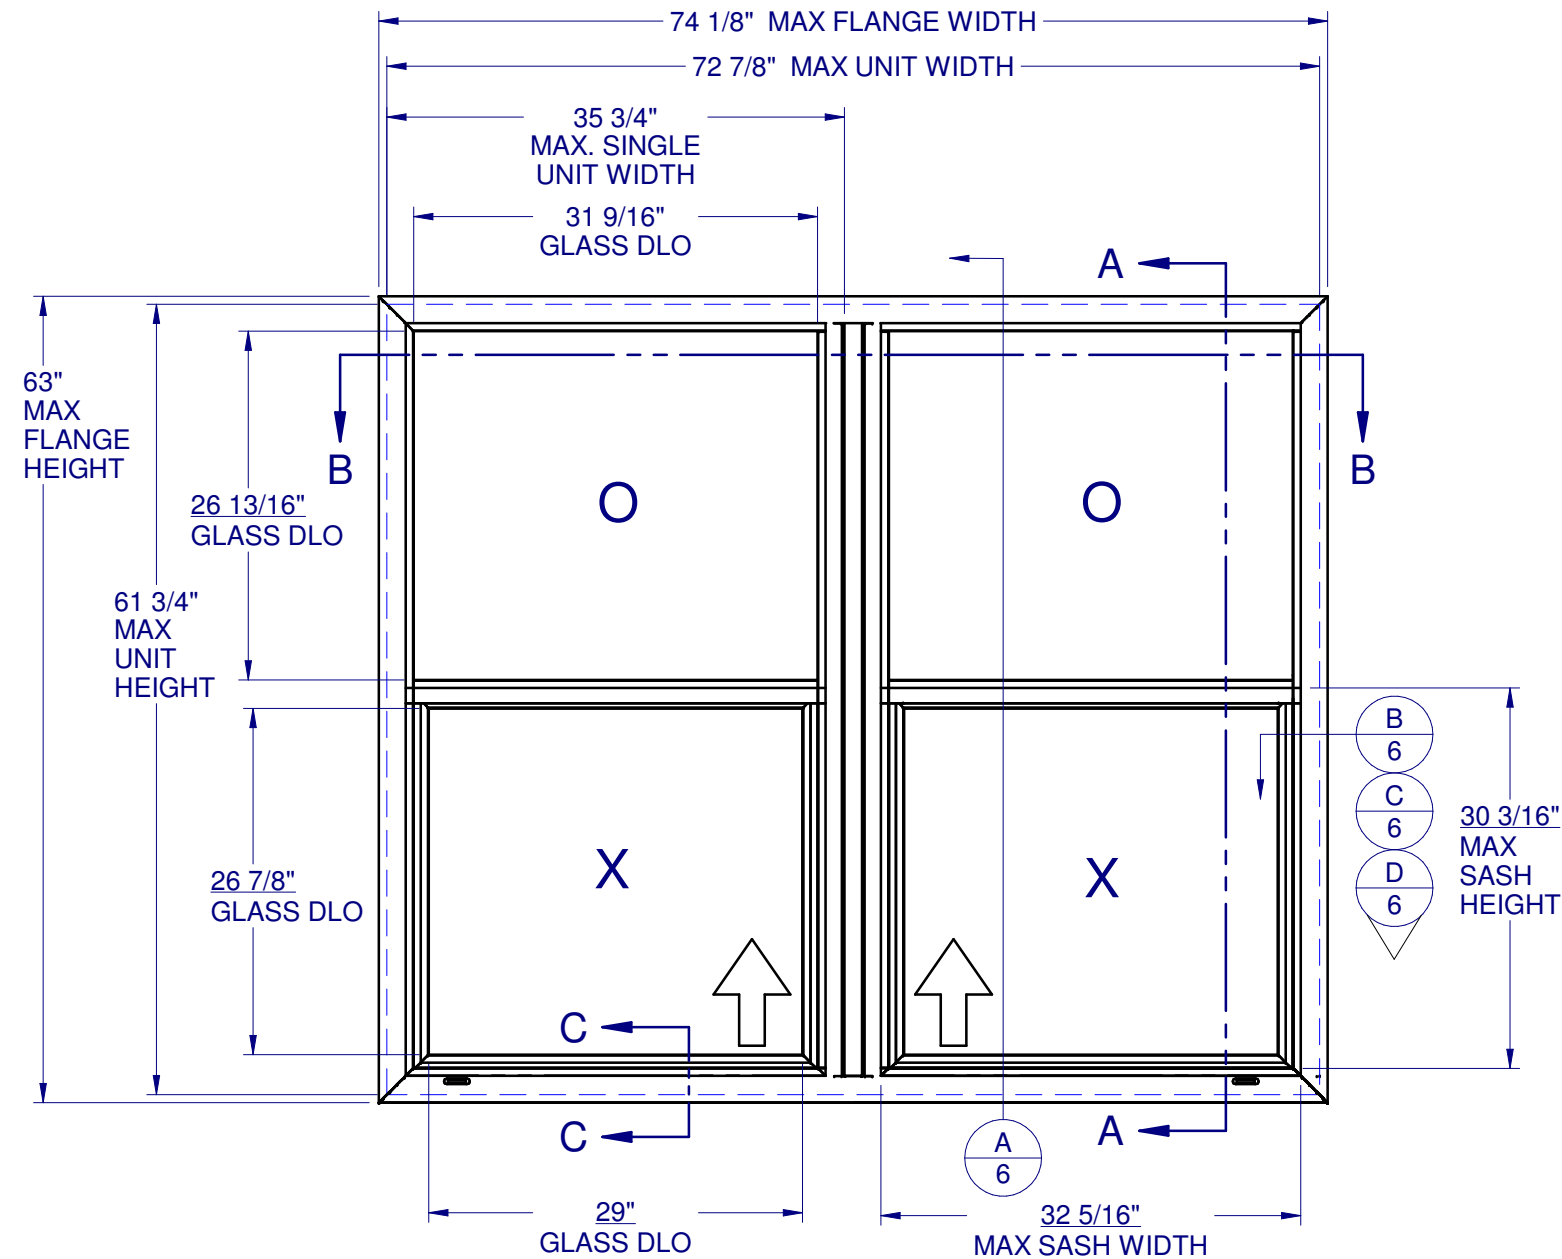 74 1/8" MAX FLANGE WIDTH
72 7/8" MAX UNIT WIDTH
35 3/4"
MAX. SINGLE
UNIT WIDTH
31 9/16"
GLASS DLO
A
63"
MAX
FLANGE
HEIGHT
B
B
26 13/16"
GLASS DLO
O
O
61 3/4"
MAX
UNIT
HEIGHT
B
6
C
6
D
6
30 3/16"
MAX
SASH
HEIGHT
26 7/8"
GLASS DLO
X
X
C
C
A
A
6
29"
GLASS DLO
32 5/16"
MAX SASH WIDTH